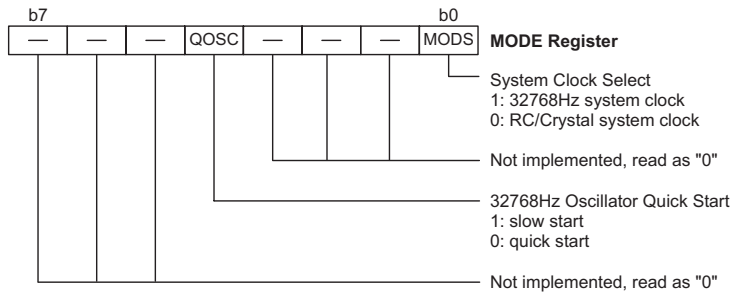 b7 b0
— — — QOSC — — — MODS MODE Register
System Clock Select
1: 32768Hz system clock
0: RC/Crystal system clock
Not implemented, read as "0"
32768Hz Oscillator Quick Start
1: slow start
0: quick start
Not implemented, read as "0"